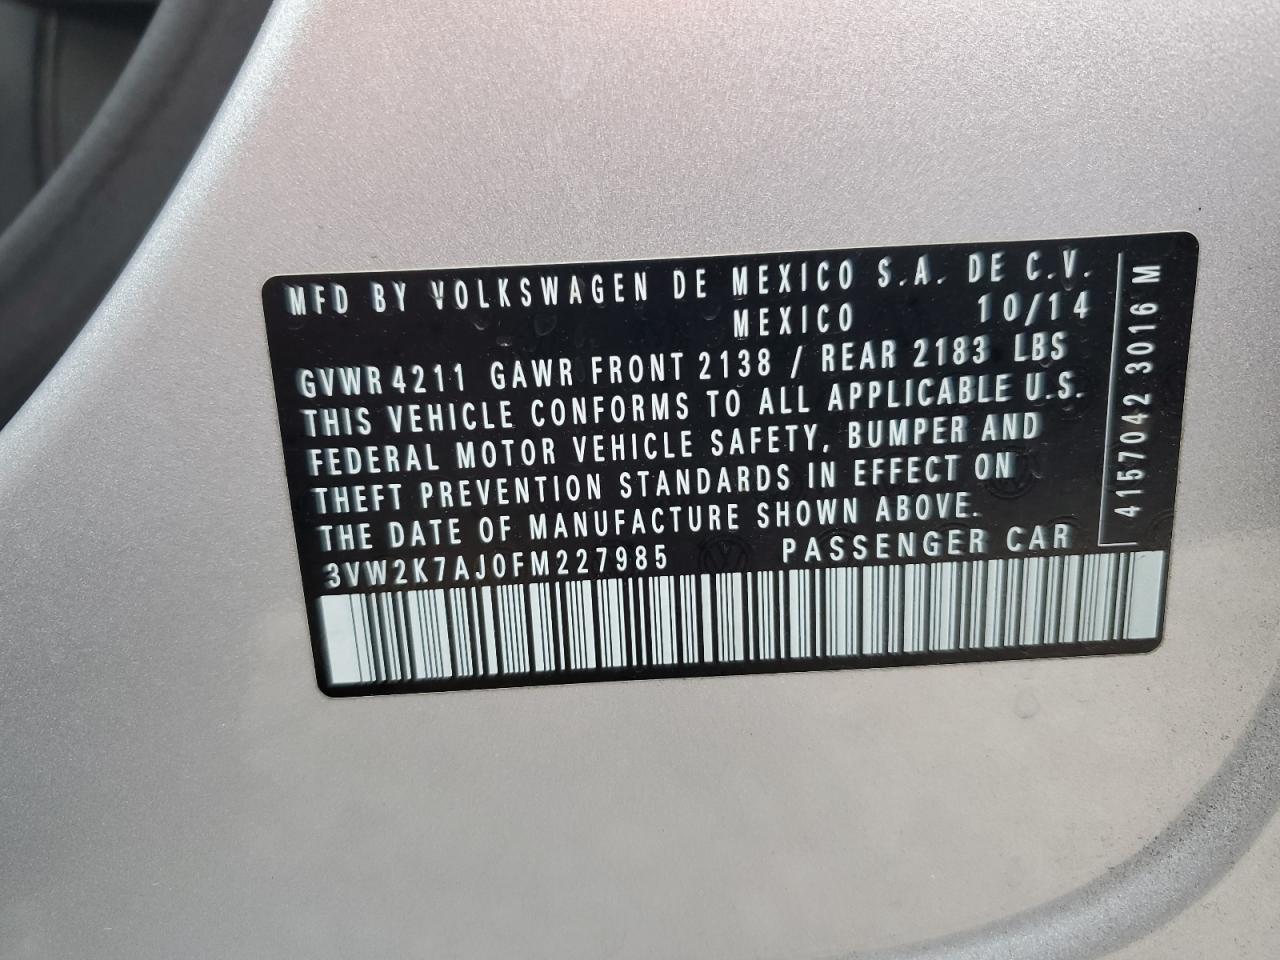 MFD BY VOLKSWAGEN DE MEXICO S.A. DE C.V.
MEXICO 10/14
GVWR 4211 GAWR FRONT 2138 / REAR 2183 LBS
THIS VEHICLE CONFORMS TO ALL APPLICABLE U.S.
FEDERAL MOTOR VEHICLE SAFETY, BUMPER AND
THEFT PREVENTION STANDARDS IN EFFECT ON
THE DATE OF MANUFACTURE SHOWN ABOVE.
3VW2K7AJ0FM227985 PASSENGER CAR
4157042 3016 M